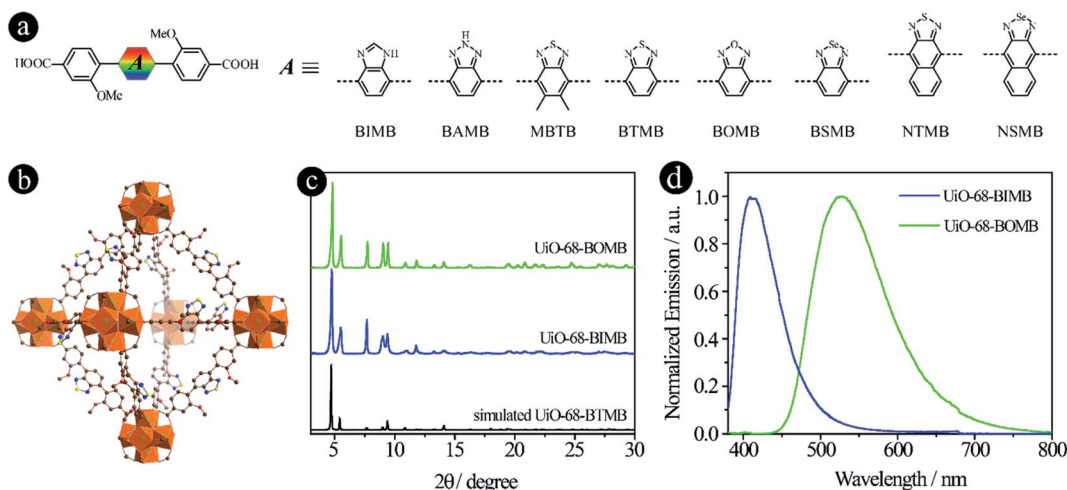 a
HOOC
OMe
MeO
COOH
A
A ≡
N NH
BIMB
H
N N N
BAMB
S
N N
MBTB
S
N N
BTMB
O
N N
BOMB
Se
N N
BSMB
S
N N
NTMB
Se
N N
NSMB
b
c
UiO-68-BOMB
UiO-68-BIMB
simulated UiO-68-BTMB
5 10 15 20 25 30
2θ/ degree
d
UiO-68-BIMB
UiO-68-BOMB
Normalized Emission / a.u.
1.0
0.8
0.6
0.4
0.2
0.0
400 500 600 700 800
Wavelength / nm